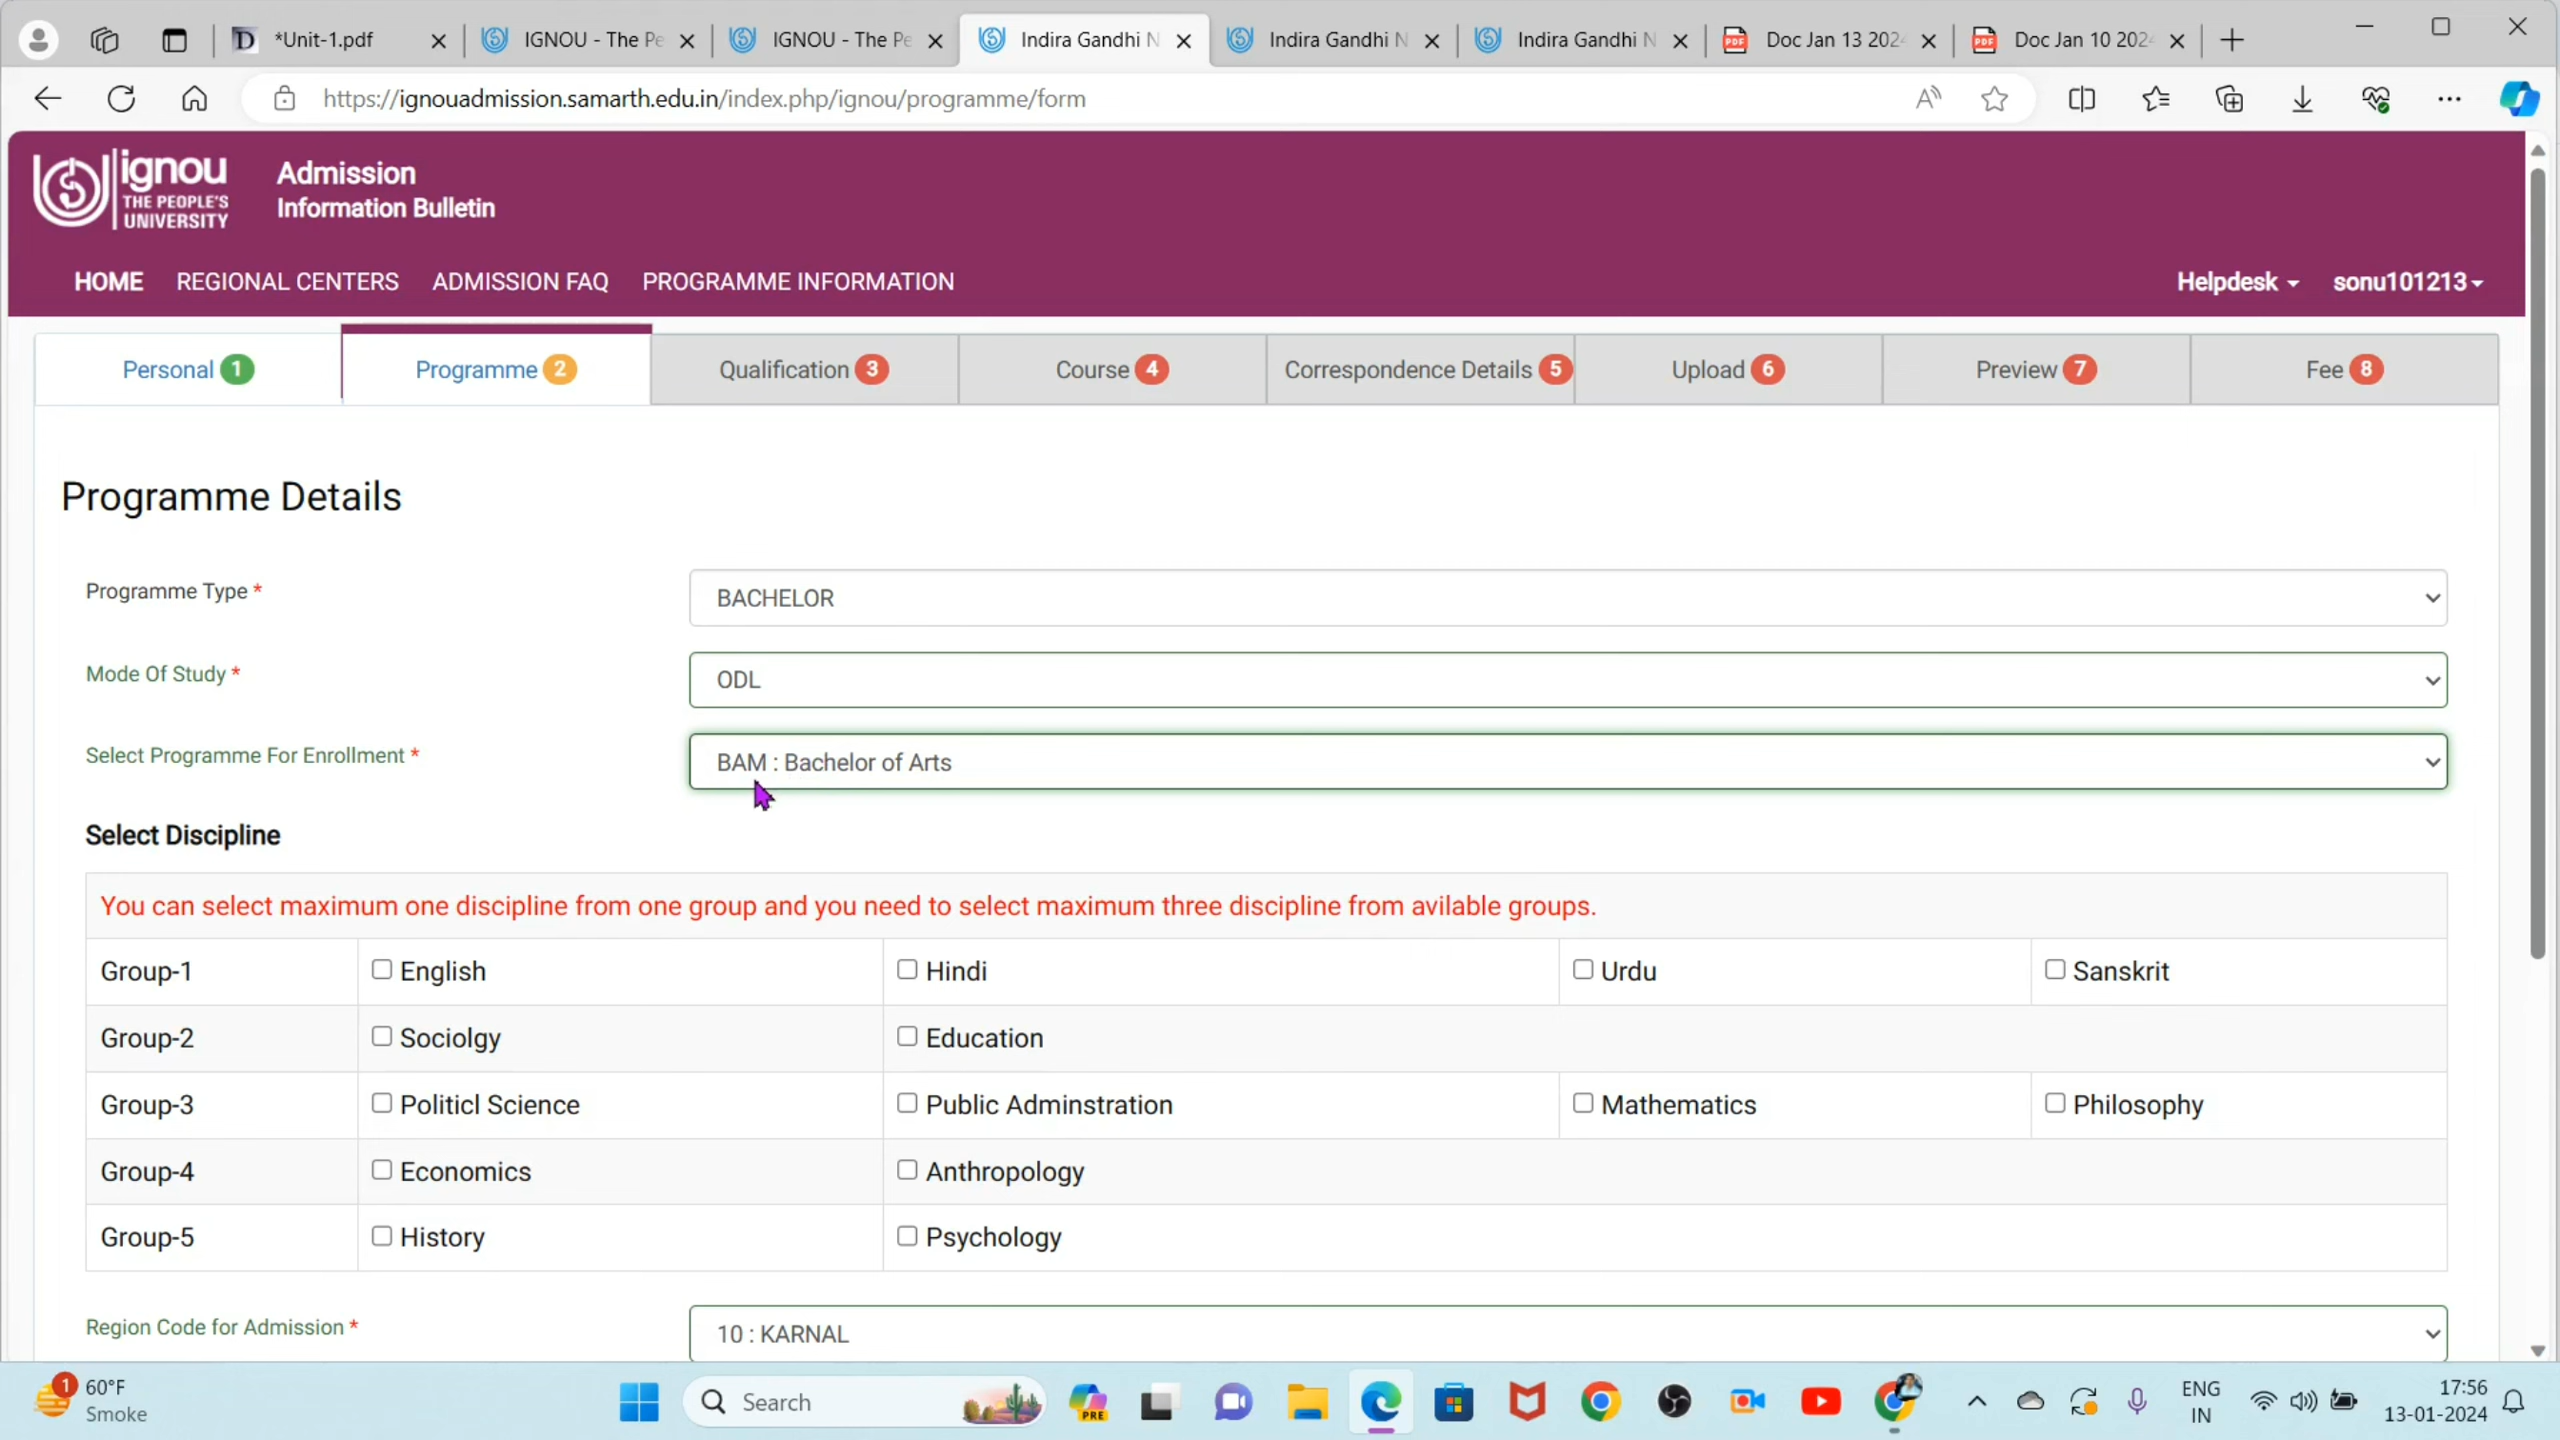 *Unit-1.pdf
IGNOU - The Pe
IGNOU - The Pe
Indira Gandhi N
Indira Gandhi N
Indira Gandhi N
Doc Jan 13 202
Doc Jan 10 202
https://ignouadmission.samarth.edu.in/index.php/ignou/programme/form
ignou
THE PEOPLE'S
UNIVERSITY
Admission
Information Bulletin
HOME REGIONAL CENTERS ADMISSION FAQ PROGRAMME INFORMATION Helpdesk sonu101213
Personal 1 Programme 2 Qualification 3 Course 4 Correspondence Details 5 Upload 6 Preview 7 Fee 8
Programme Details
Programme Type * BACHELOR
Mode Of Study * ODL
Select Programme For Enrollment * BAM : Bachelor of Arts
Select Discipline
You can select maximum one discipline from one group and you need to select maximum three discipline from avilable groups.
Group-1 English Hindi Urdu Sanskrit
Group-2 Sociolgy Education
Group-3 Politicl Science Public Adminstration Mathematics Philosophy
Group-4 Economics Anthropology
Group-5 History Psychology
Region Code for Admission * 10 : KARNAL
1
60°F
Smoke
Search
PRE
ENG
IN
17:56
13-01-2024